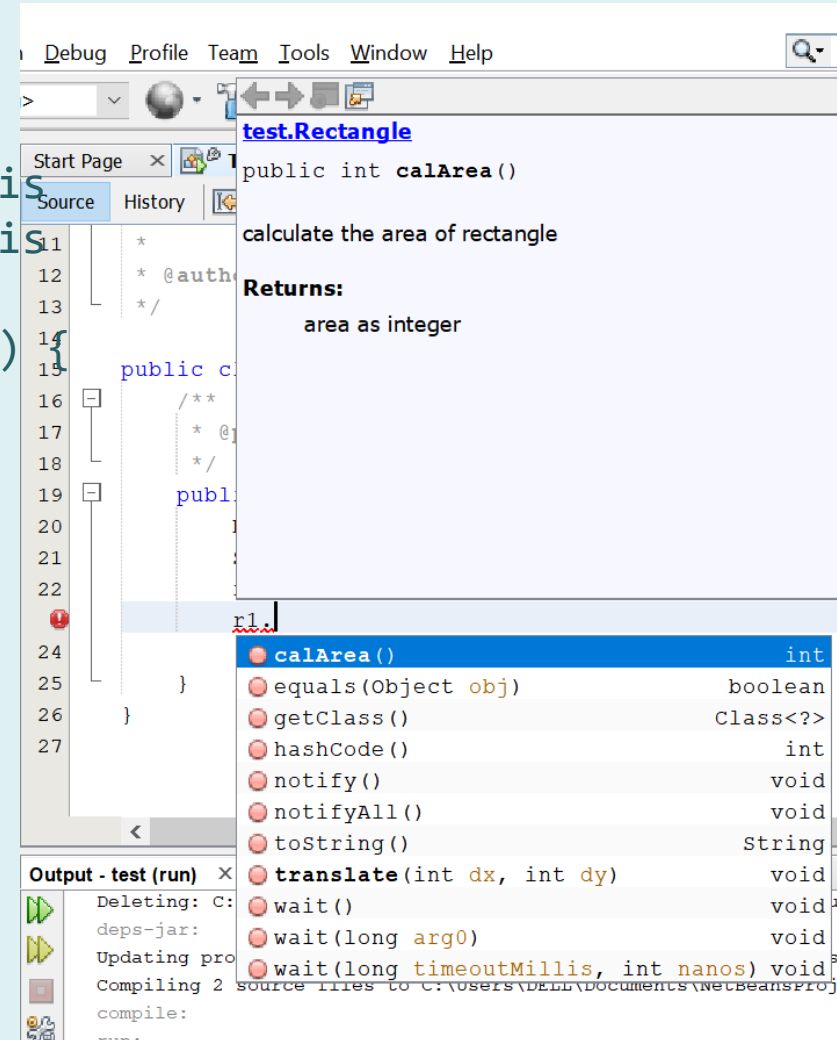 Debug Profile Team Tools Window Help
>
test.Rectangle
Start Page × T
public int calArea()
is
Source History
is
calculate the area of rectangle
11 *
12 * @auth
13 */
Returns:
area as integer
14
) {
15 public c
16 /**
17 * @
18 */
19 publ
20
21
22
r1.
24
25 }
26 }
27
calArea() int
equals(Object obj) boolean
getClass() Class<?>
hashCode() int
notify() void
notifyAll() void
toString() String
translate(int dx, int dy) void
wait() void
wait(long arg0) void
wait(long timeoutMillis, int nanos) void
Output - test (run) ×
Deleting: C:
deps-jar:
Updating pro
Compiling 2 source files to C:\Users\DELL\Documents\NetBeansProj
compile:
run: